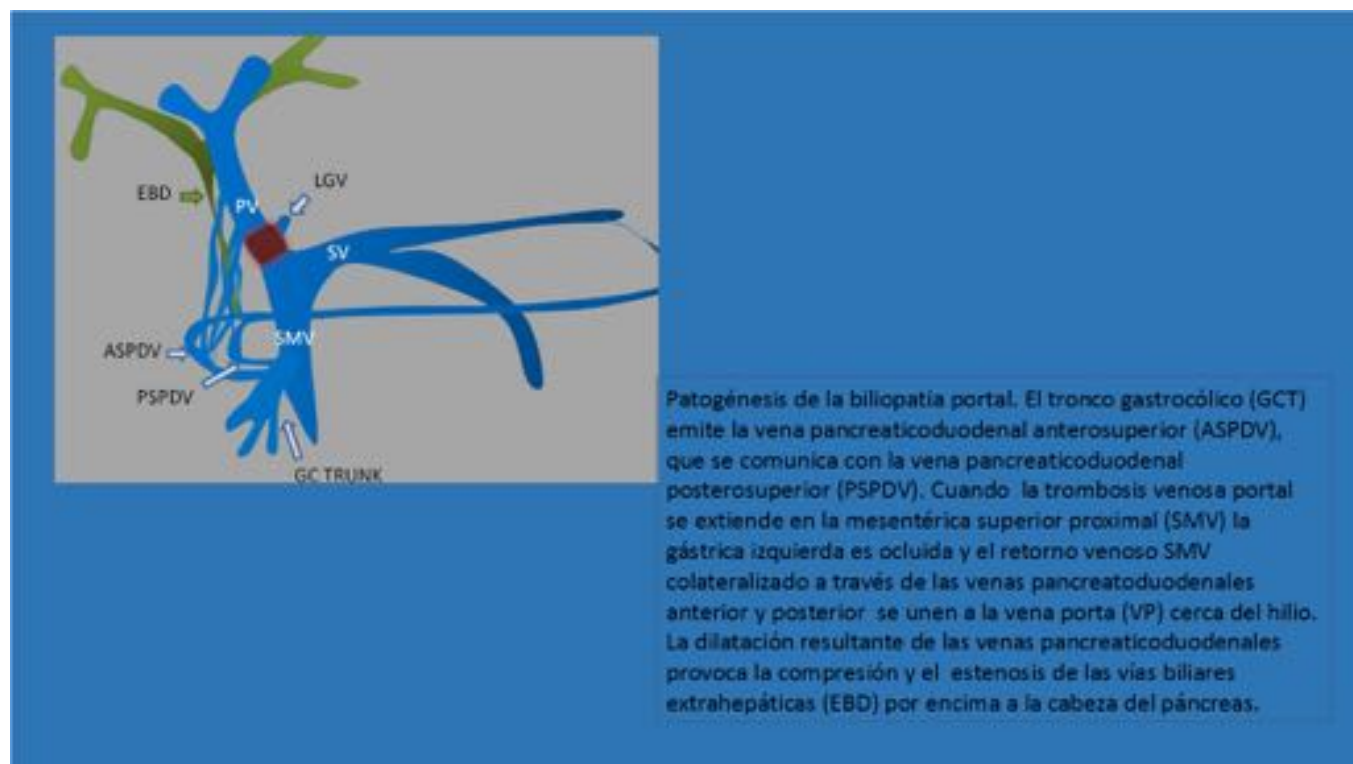 EBD
LGV
PV
SV
SMV
ASPDV
PSPDV
GC TRUNK
Patogénesis de la biliopatía portal. El tronco gastrocólico (GCT)
emite la vena pancreaticoduodenal anterosuperior (ASPDV),
que se comunica con la vena pancreaticoduodenal
posterosuperior (PSPDV). Cuando la trombosis venosa portal
se extiende en la mesentérica superior proximal (SMV) la
gástrica izquierda es ocluida y el retorno venoso SMV
colateralizado a través de las venas pancreatoduodenales
anterior y posterior se unen a la vena porta (VP) cerca del hilio.
La dilatación resultante de las venas pancreaticoduodenales
provoca la compresión y el estenosis de las vías biliares
extrahepáticas (EBD) por encima a la cabeza del páncreas.